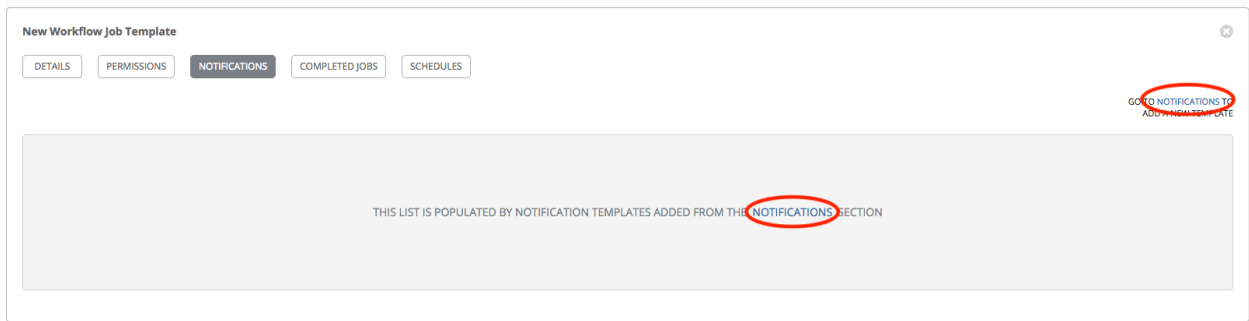 New Workflow Job Template
DETAILS PERMISSIONS NOTIFICATIONS COMPLETED JOBS SCHEDULES
GO TO NOTIFICATIONS TO
ADD A NEW TEMPLATE
THIS LIST IS POPULATED BY NOTIFICATION TEMPLATES ADDED FROM THE NOTIFICATIONS SECTION